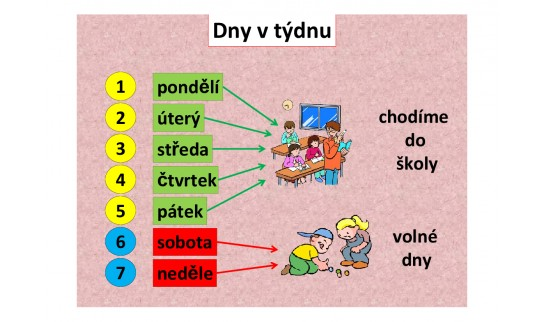 Dny v týdnu
1 pondělí
2 úterý
3 středa
4 čtvrtek
5 pátek
chodíme
do
školy
6 sobota
7 neděle
volné
dny